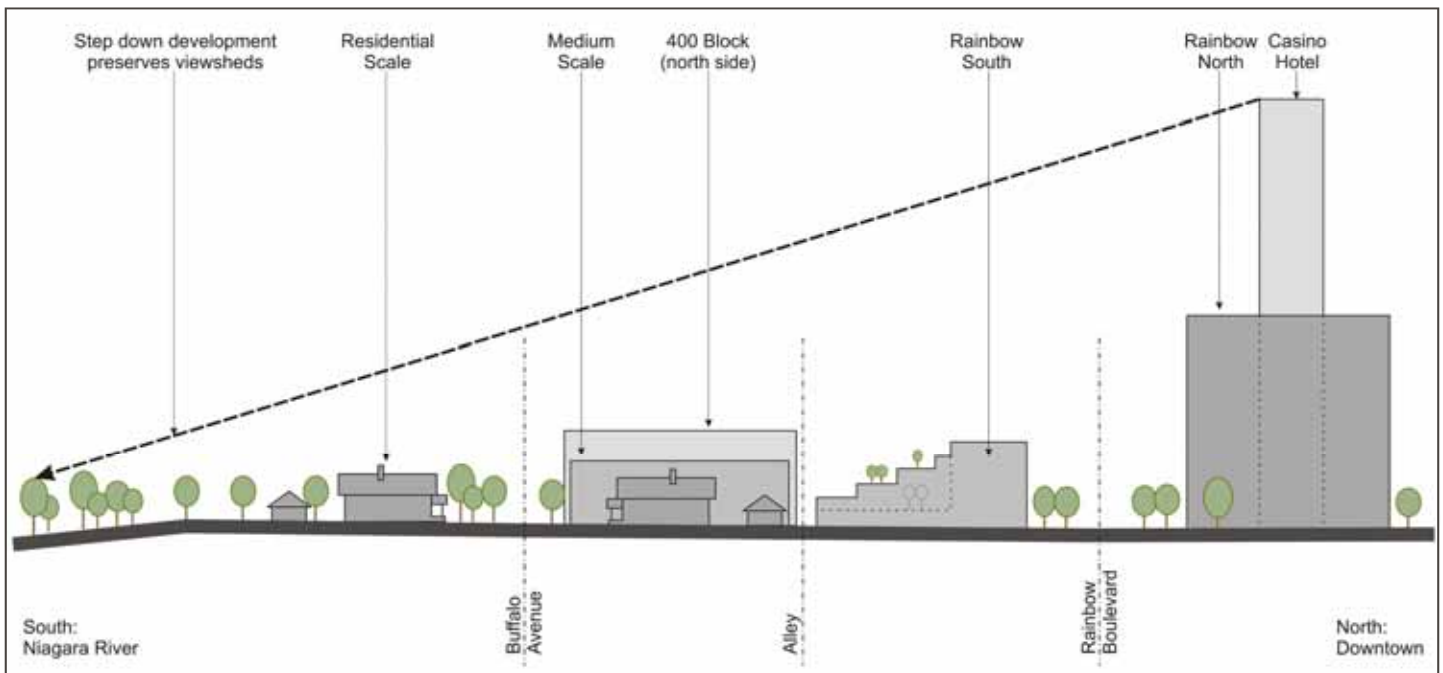 Step down development
preserves viewsheds
Residential
Scale
Medium
Scale
400 Block
(north side)
Rainbow
South
Rainbow
North
Casino
Hotel
South:
Niagara River
Buffalo
Avenue
Alley
Rainbow
Boulevard
North:
Downtown